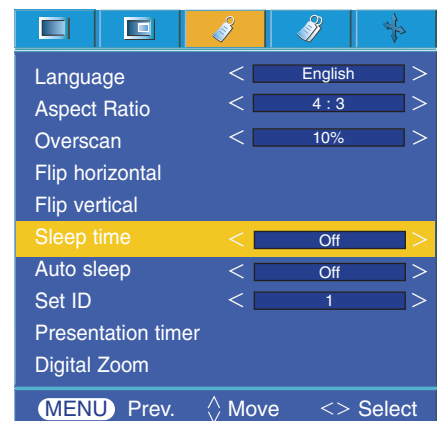 Language < English >
Aspect Ratio < 4 : 3 >
Overscan < 10% >
Flip horizontal
Flip vertical
Sleep time < Off >
Auto sleep < Off >
Set ID < 1 >
Presentation timer
Digital Zoom
MENU Prev. Move <> Select